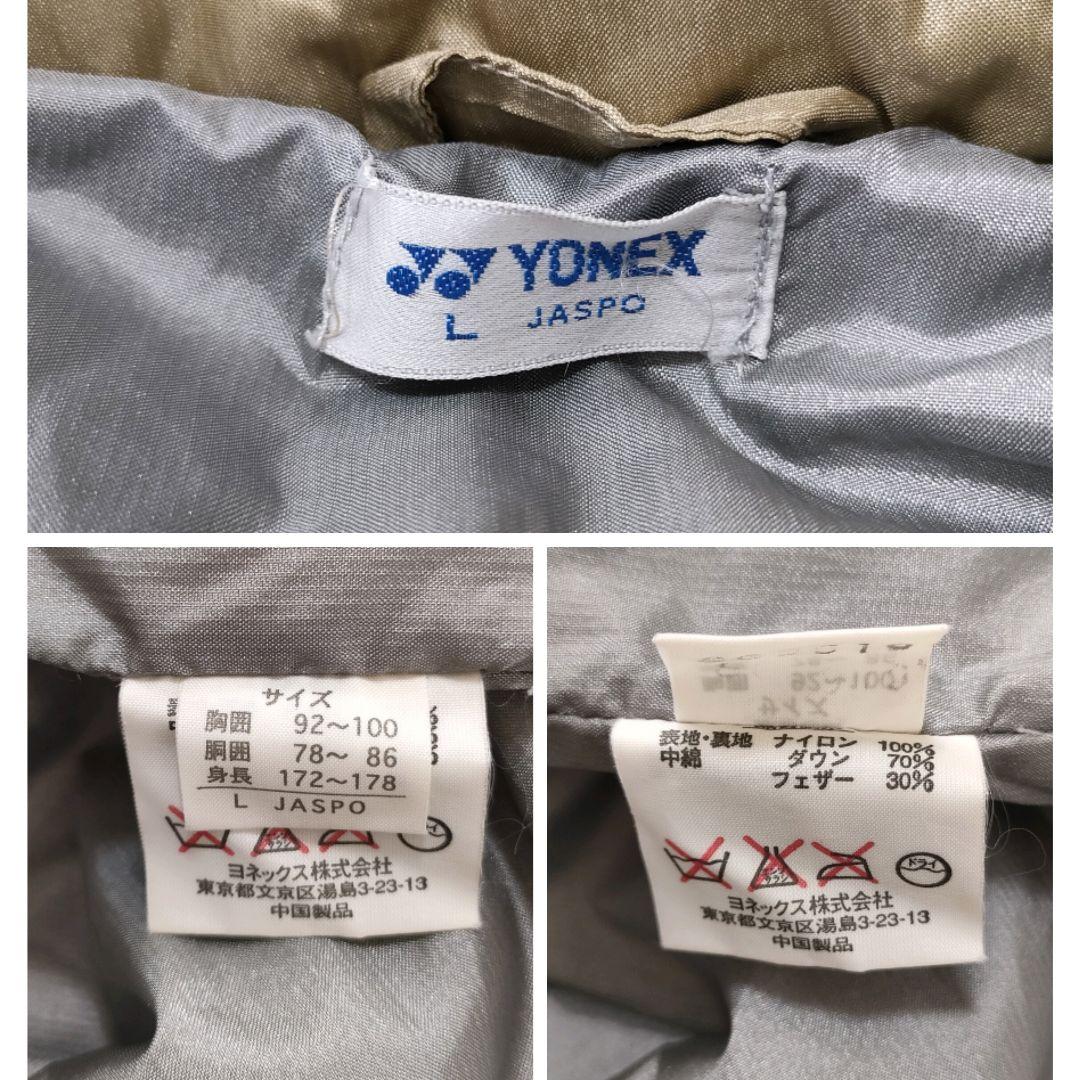 YONEX
L JASPO
サイズ
胸囲 92～100
胴囲 78～ 86
身長 172～178
L JASPO
ヨネックス株式会社
東京都文京区湯島3-23-13
中国製品
表地・裏地 ナイロン 100%
中綿 ダウン 70%
フェザー 30%
ドライ
ヨネックス株式会社
東京都文京区湯島3-23-13
中国製品